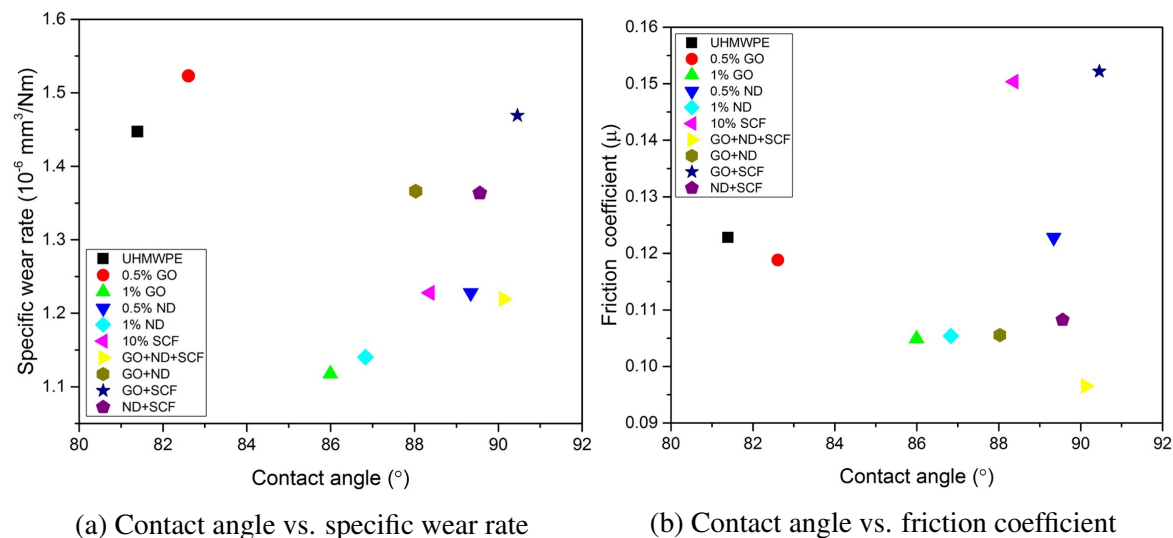 1.6
1.5
1.4
1.3
1.2
1.1
Specific wear rate (10⁻⁶ mm³/Nm)
UHMWPE
0.5% GO
1% GO
0.5% ND
1% ND
10% SCF
GO+ND+SCF
GO+ND
GO+SCF
ND+SCF
80 82 84 86 88 90 92
Contact angle (°)
(a) Contact angle vs. specific wear rate
0.16
0.15
0.14
0.13
0.12
0.11
0.10
0.09
Friction coefficient (μ)
UHMWPE
0.5% GO
1% GO
0.5% ND
1% ND
10% SCF
GO+ND+SCF
GO+ND
GO+SCF
ND+SCF
80 82 84 86 88 90 92
Contact angle (°)
(b) Contact angle vs. friction coefficient